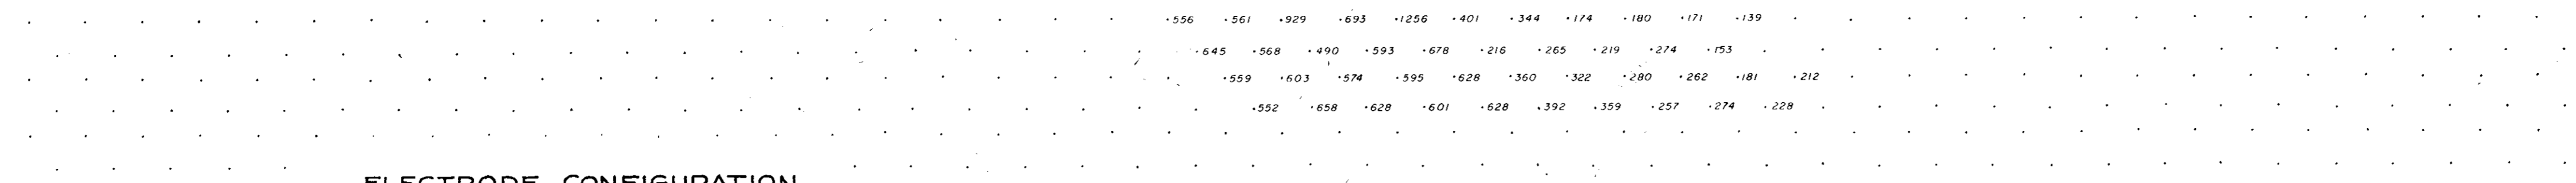 ·556 ·561 ·929 ·693 ·1256 ·401 ·344 ·174 ·180 ·171 ·139
·645 ·568 ·490 ·593 ·678 ·216 ·265 ·219 ·274 ·153
·559 ·603 ·574 ·595 ·628 ·360 ·322 ·280 ·262 ·181 ·212
·552 ·658 ·628 ·601 ·628 ·392 ·359 ·257 ·274 ·228
ELECTRODE CONFIGURATION